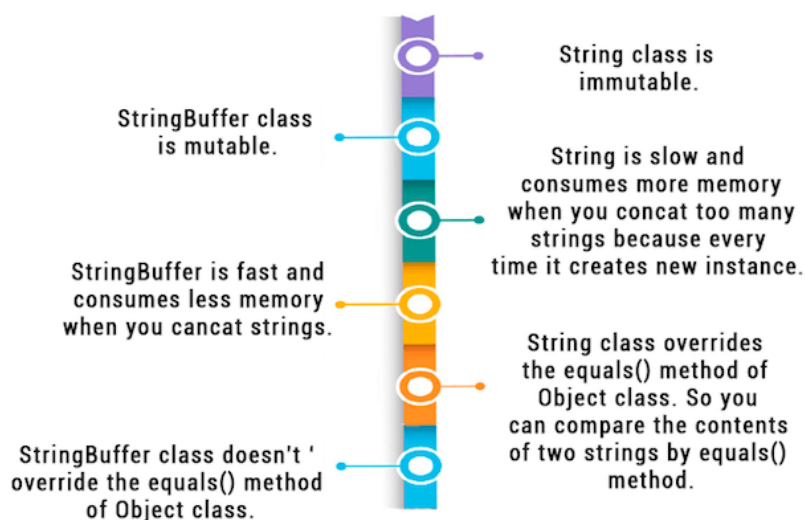 String class is
immutable.
StringBuffer class
is mutable.
String is slow and
consumes more memory
when you concat too many
strings because every
time it creates new instance.
StringBuffer is fast and
consumes less memory
when you cancat strings.
String class overrides
the equals() method of
Object class. So you
can compare the contents
of two strings by equals()
method.
StringBuffer class doesn't ‘
override the equals() method
of Object class.